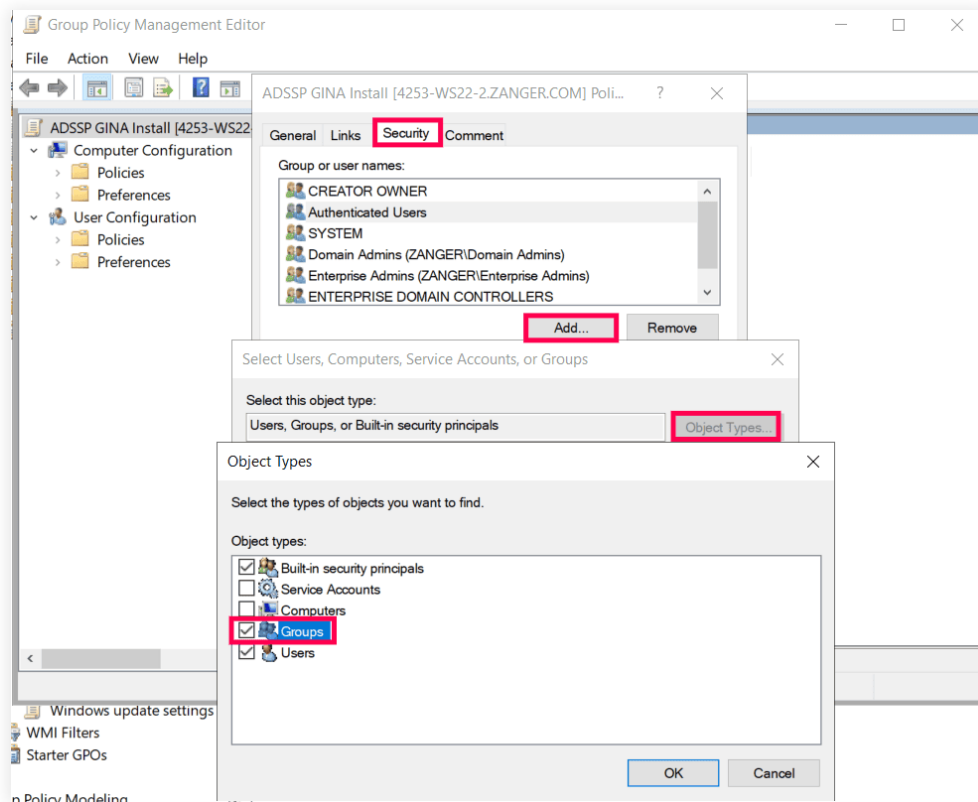 Group Policy Management Editor
File Action View Help
ADSSP GINA Install [4253-WS22
Computer Configuration
Policies
Preferences
User Configuration
Policies
Preferences
ADSSP GINA Install [4253-WS22-2.ZANGER.COM] Poli... ?
General Links Security Comment
Group or user names:
CREATOR OWNER
Authenticated Users
SYSTEM
Domain Admins (ZANGER\Domain Admins)
Enterprise Admins (ZANGER\Enterprise Admins)
ENTERPRISE DOMAIN CONTROLLERS
Add... Remove
Select Users, Computers, Service Accounts, or Groups
Select this object type:
Users, Groups, or Built-in security principals Object Types...
Object Types
Select the types of objects you want to find.
Object types:
Built-in security principals
Service Accounts
Computers
Groups
Users
OK Cancel
Windows update settings
WMI Filters
Starter GPOs
p Policy Modeling